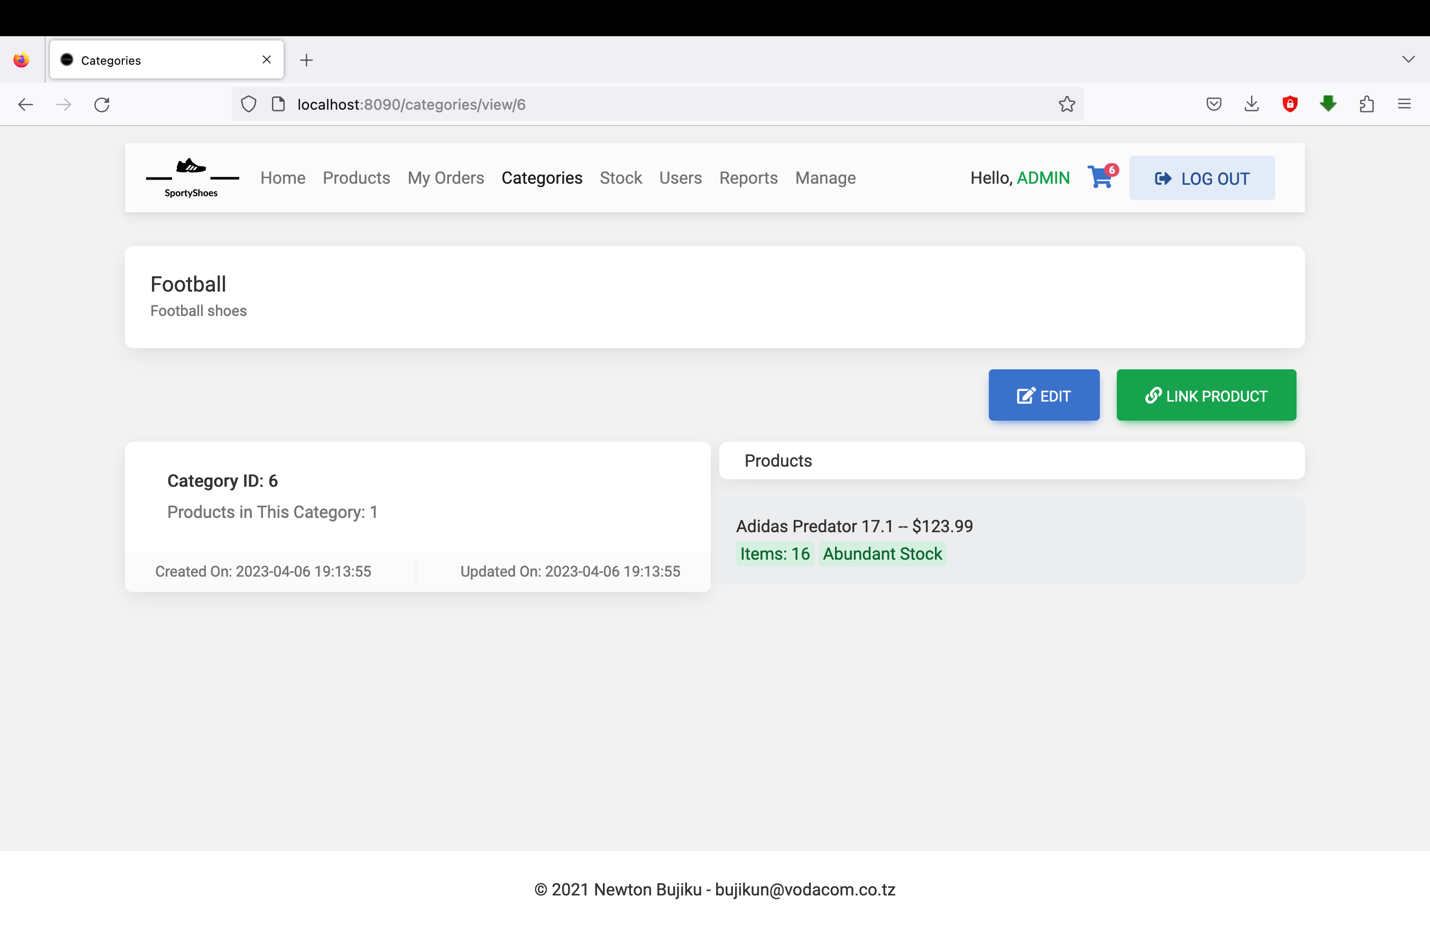 Categories
localhost:8090/categories/view/6
SportyShoes
Home Products My Orders Categories Stock Users Reports Manage
Hello, ADMIN
6
LOG OUT
Football
Football shoes
EDIT
LINK PRODUCT
Category ID: 6
Products in This Category: 1
Created On: 2023-04-06 19:13:55
Updated On: 2023-04-06 19:13:55
Products
Adidas Predator 17.1 -- $123.99
Items: 16 Abundant Stock
© 2021 Newton Bujiku - bujikun@vodacom.co.tz